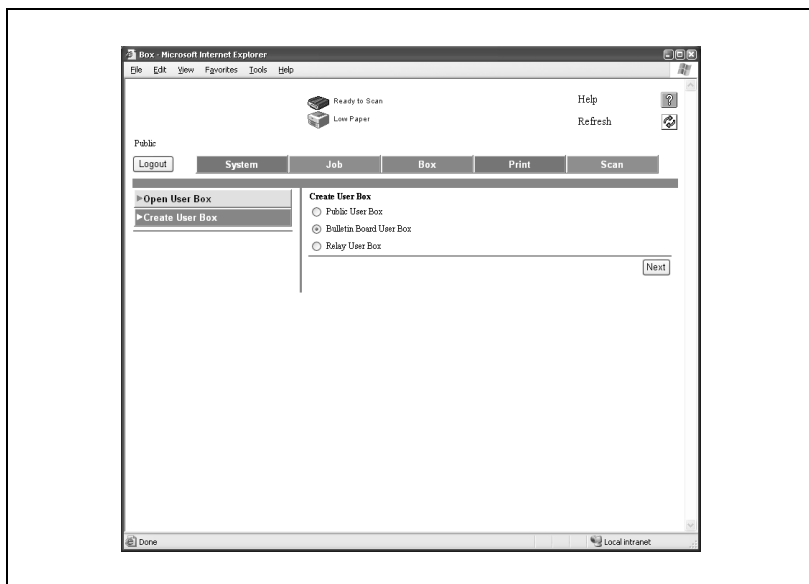 Box - Microsoft Internet Explorer
File Edit View Favorites Tools Help
Ready to Scan
Low Paper
Help
Refresh
Public
Logout System Job Box Print Scan
Open User Box
Create User Box
Create User Box
Public User Box
Bulletin Board User Box
Relay User Box
Next
Done
Local intranet